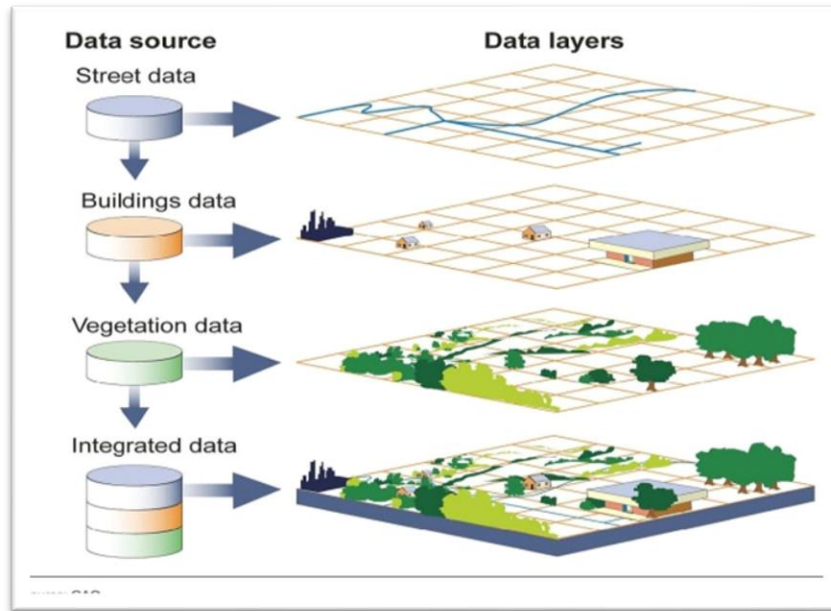 Data source
Data layers
Street data
Buildings data
Vegetation data
Integrated data